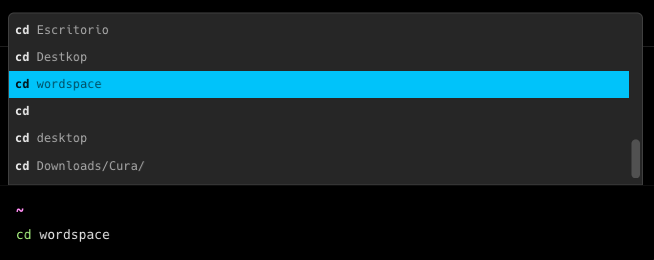 cd Escritorio
cd Destkop
cd wordspace
cd
cd desktop
cd Downloads/Cura/
~
cd wordspace